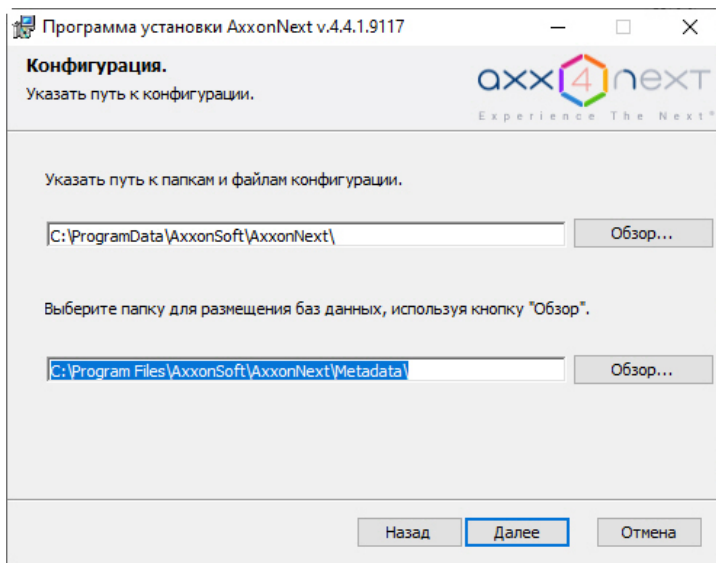 Программа установки AxxonNext v.4.4.1.9117
Конфигурация.
Указать путь к конфигурации.
axx4next
Experience The Next
Указать путь к папкам и файлам конфигурации.
C:\ProgramData\AxxonSoft\AxxonNext\
Обзор...
Выберите папку для размещения баз данных, используя кнопку "Обзор".
C:\Program Files\AxxonSoft\AxxonNext\Metadata\
Обзор...
Назад
Далее
Отмена